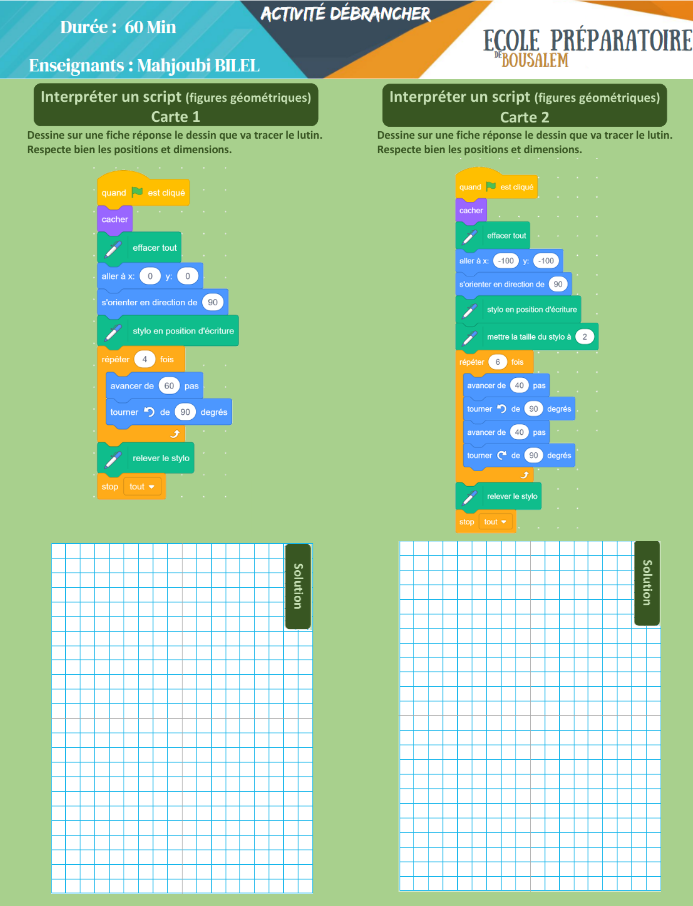 Durée : 60 Min
Enseignants : Mahjoubi BILEL
ACTIVITÉ DÉBRANCHER
ECOLE PRÉPARATOIRE
DE BOUSALEM
Interpréter un script (figures géométriques)
Carte 1
Dessine sur une fiche réponse le dessin que va tracer le lutin.
Respecte bien les positions et dimensions.
quand est cliqué
cacher
effacer tout
aller à x: 0 y: 0
s'orienter en direction de 90
stylo en position d'écriture
répéter 4 fois
avancer de 60 pas
tourner de 90 degrés
relever le stylo
stop tout
Solution
Interpréter un script (figures géométriques)
Carte 2
Dessine sur une fiche réponse le dessin que va tracer le lutin.
Respecte bien les positions et dimensions.
quand est cliqué
cacher
effacer tout
aller à x: -100 y: -100
s'orienter en direction de 90
stylo en position d'écriture
mettre la taille du stylo à 2
répéter 6 fois
avancer de 40 pas
tourner de 90 degrés
avancer de 40 pas
tourner de 90 degrés
relever le stylo
stop tout
Solution